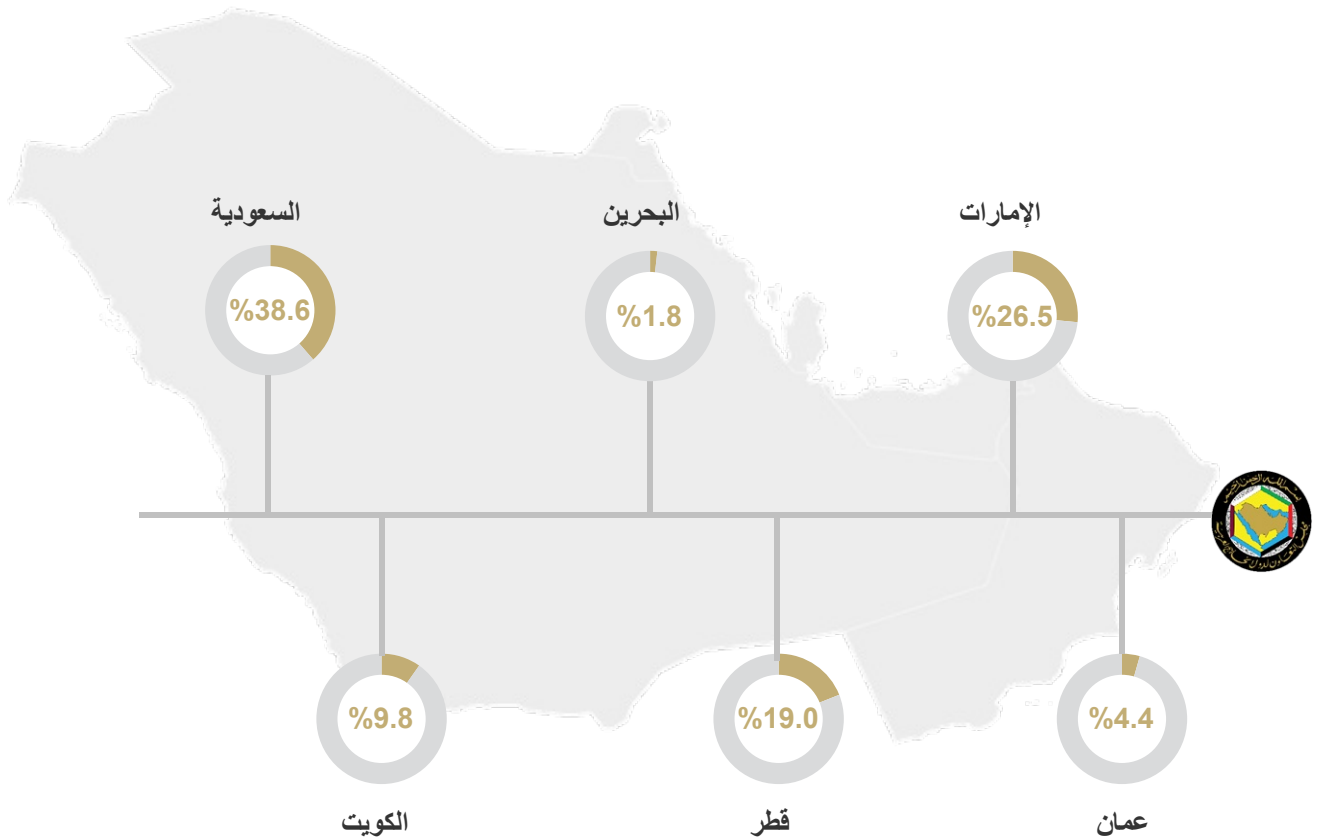 السعودية
البحرين
الإمارات
%38.6
%1.8
%26.5
%9.8
%19.0
%4.4
الكويت
قطر
عمان